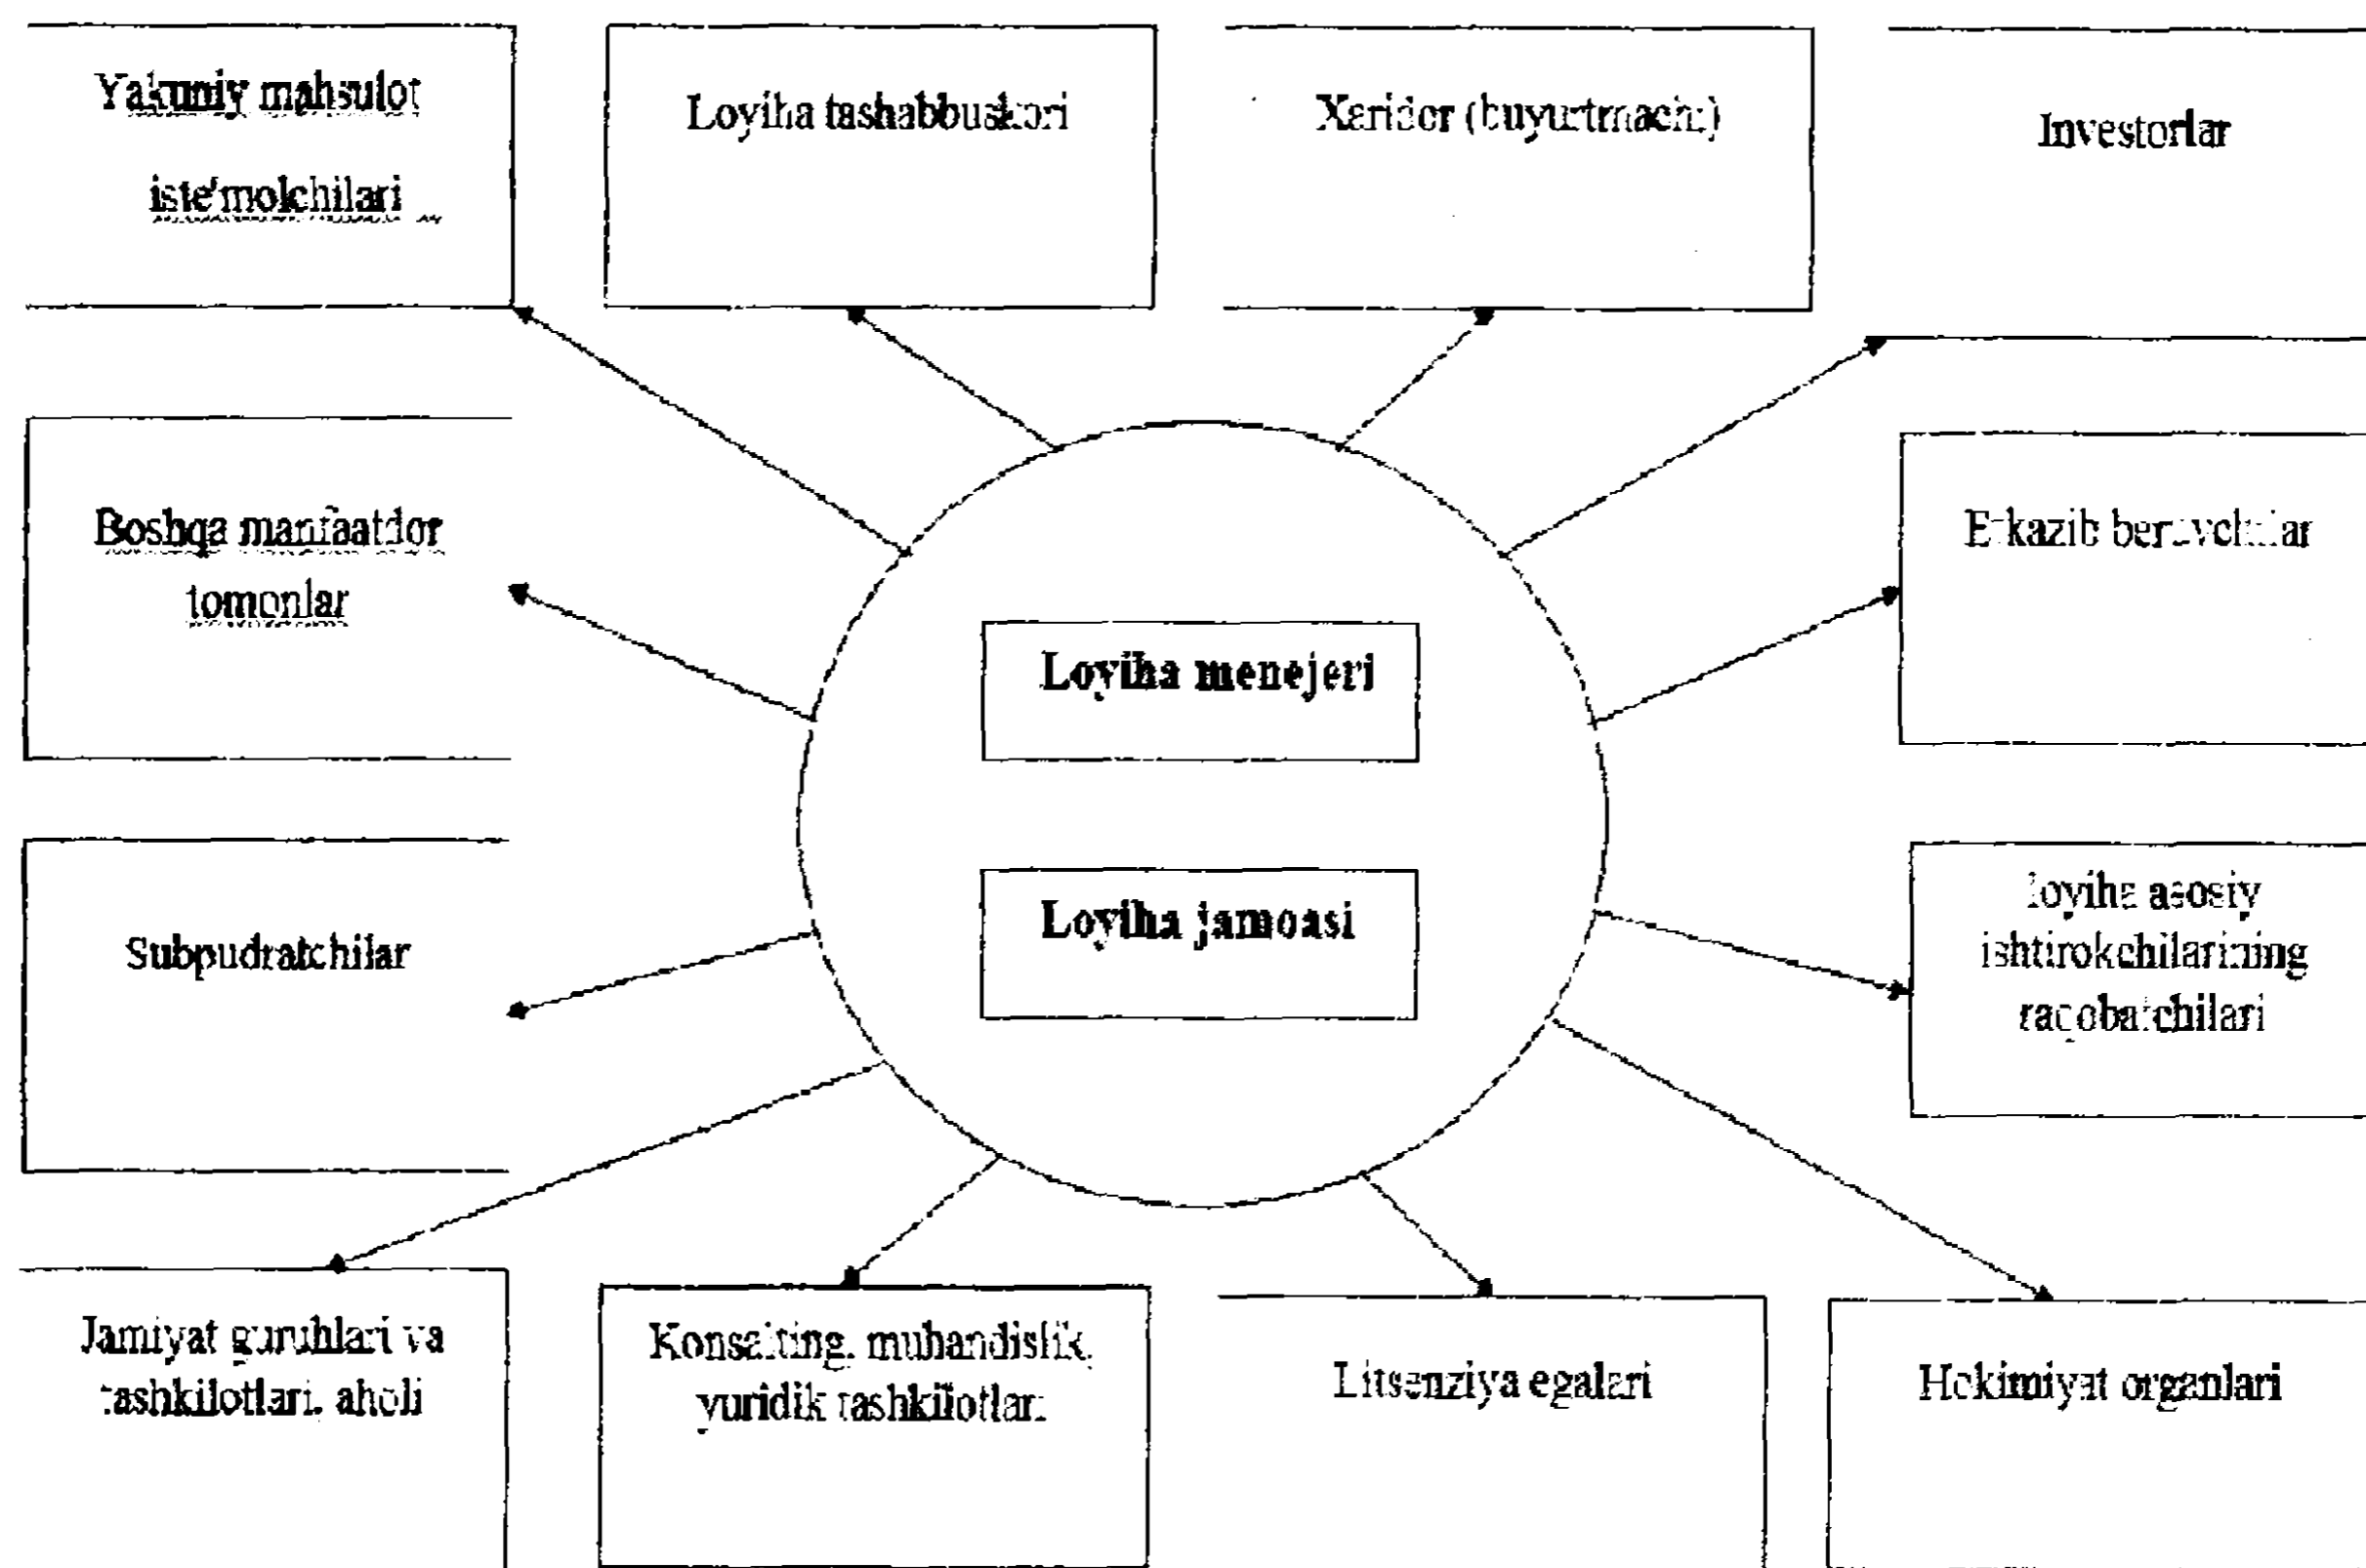 Yakuniy mahsulot
iste'molchilari
Loyiha tashabbuskori
Xaridor (buyurtmachi)
Investorlar
Boshqa manfaatdor
tomonlar
Etkazib beruvchilar
Loyiha menejeri
Loyiha jamoasi
Subpudratchilar
loyiha asosiy
ishtirokchilarining
raqobatchilari
Jamiyat guruhlari va
tashkilotlari, aholi
Konsalting, muhandislik,
yuridik tashkilotlari
Litsenziya egalari
Hokimiyat organlari